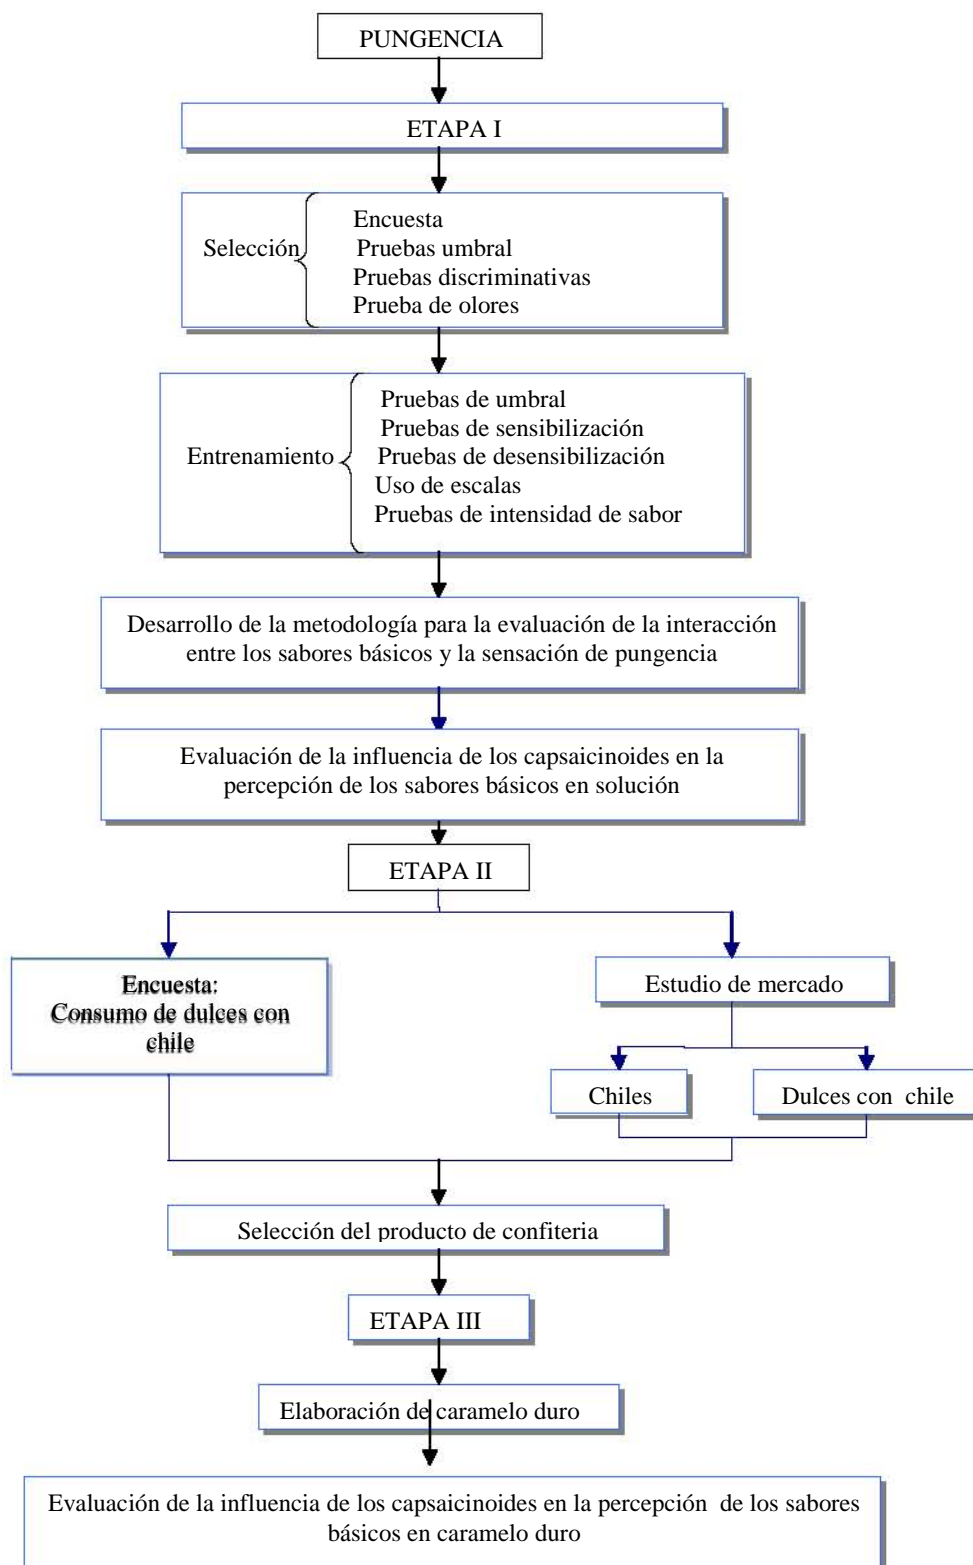 PUNGENCIA
ETAPA I
Selección
Encuesta
Pruebas umbral
Pruebas discriminativas
Prueba de olores
Entrenamiento
Pruebas de umbral
Pruebas de sensibilización
Pruebas de desensibilización
Uso de escalas
Pruebas de intensidad de sabor
Desarrollo de la metodología para la evaluación de la interacción
entre los sabores básicos y la sensación de pungencia
Evaluación de la influencia de los capsaicinoides en la
percepción de los sabores básicos en solución
ETAPA II
Encuesta:
Consumo de dulces con
chile
Estudio de mercado
Chiles
Dulces con chile
Selección del producto de confiteria
ETAPA III
Elaboración de caramelo duro
Evaluación de la influencia de los capsaicinoides en la percepción de los sabores
básicos en caramelo duro